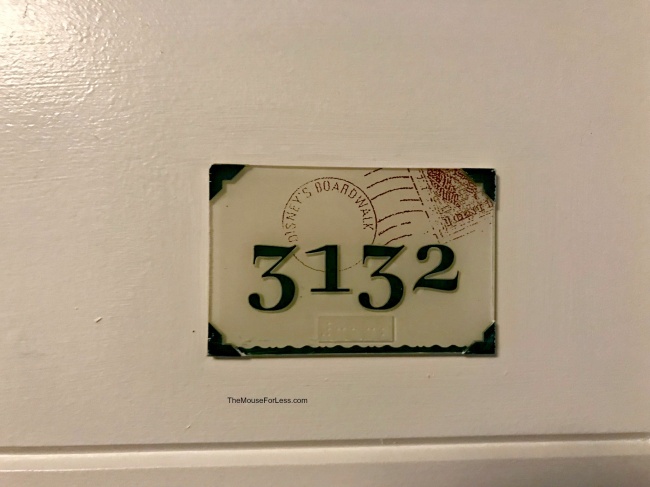 DISNEY'S BOARDWALK
3132
TheMouseForLess.com